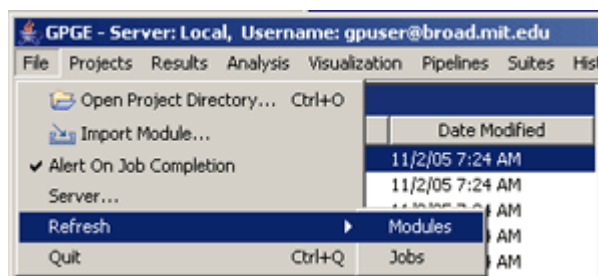 GPGE - Server: Local, Username: gpuser@broad.mit.edu
File Projects Results Analysis Visualization Pipelines Suites
Open Project Directory... Ctrl+O
Import Module... Date Modified
Alert On Job Completion 11/2/05 7:24 AM
Server... 11/2/05 7:24 AM
Refresh Modules AM
Quit Ctrl+Q Jobs AM